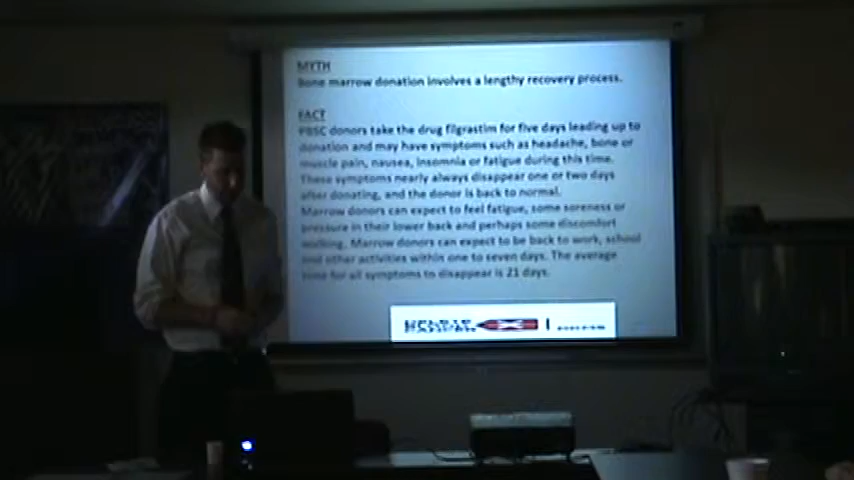 MYTH
Bone marrow donation involves a lengthy recovery process.
FACT
PBSC donors take the drug filgrastim for five days leading up to
donation and may have symptoms such as headache, bone or
muscle pain, nausea, insomnia or fatigue during this time.
These symptoms nearly always disappear one or two days
after donating, and the donor is back to normal.
Marrow donors can expect to feel fatigue, some soreness or
pressure in their lower back and perhaps some discomfort
walking. Marrow donors can expect to be back to work, school
and other activities within one to seven days. The average
time for all symptoms to disappear is 21 days.